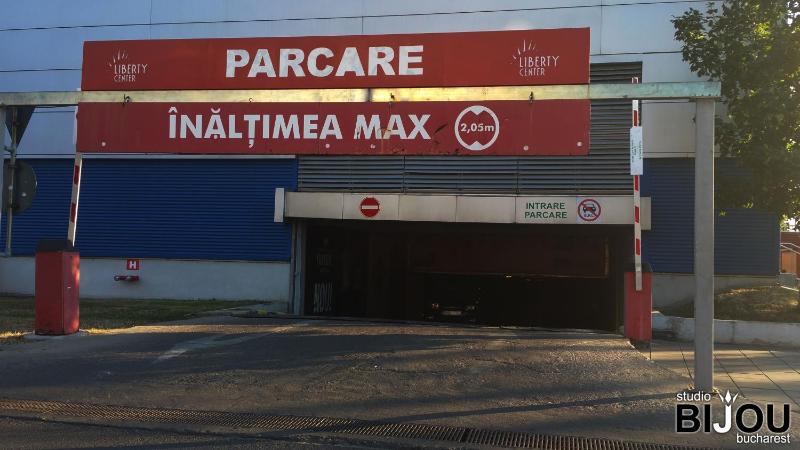 LIBERTY
CENTER
PARCARE
LIBERTY
CENTER
ÎNĂLȚIMEA MAX 2,05m
INTRARE
PARCARE
H
studio
BIJOU
bucharest